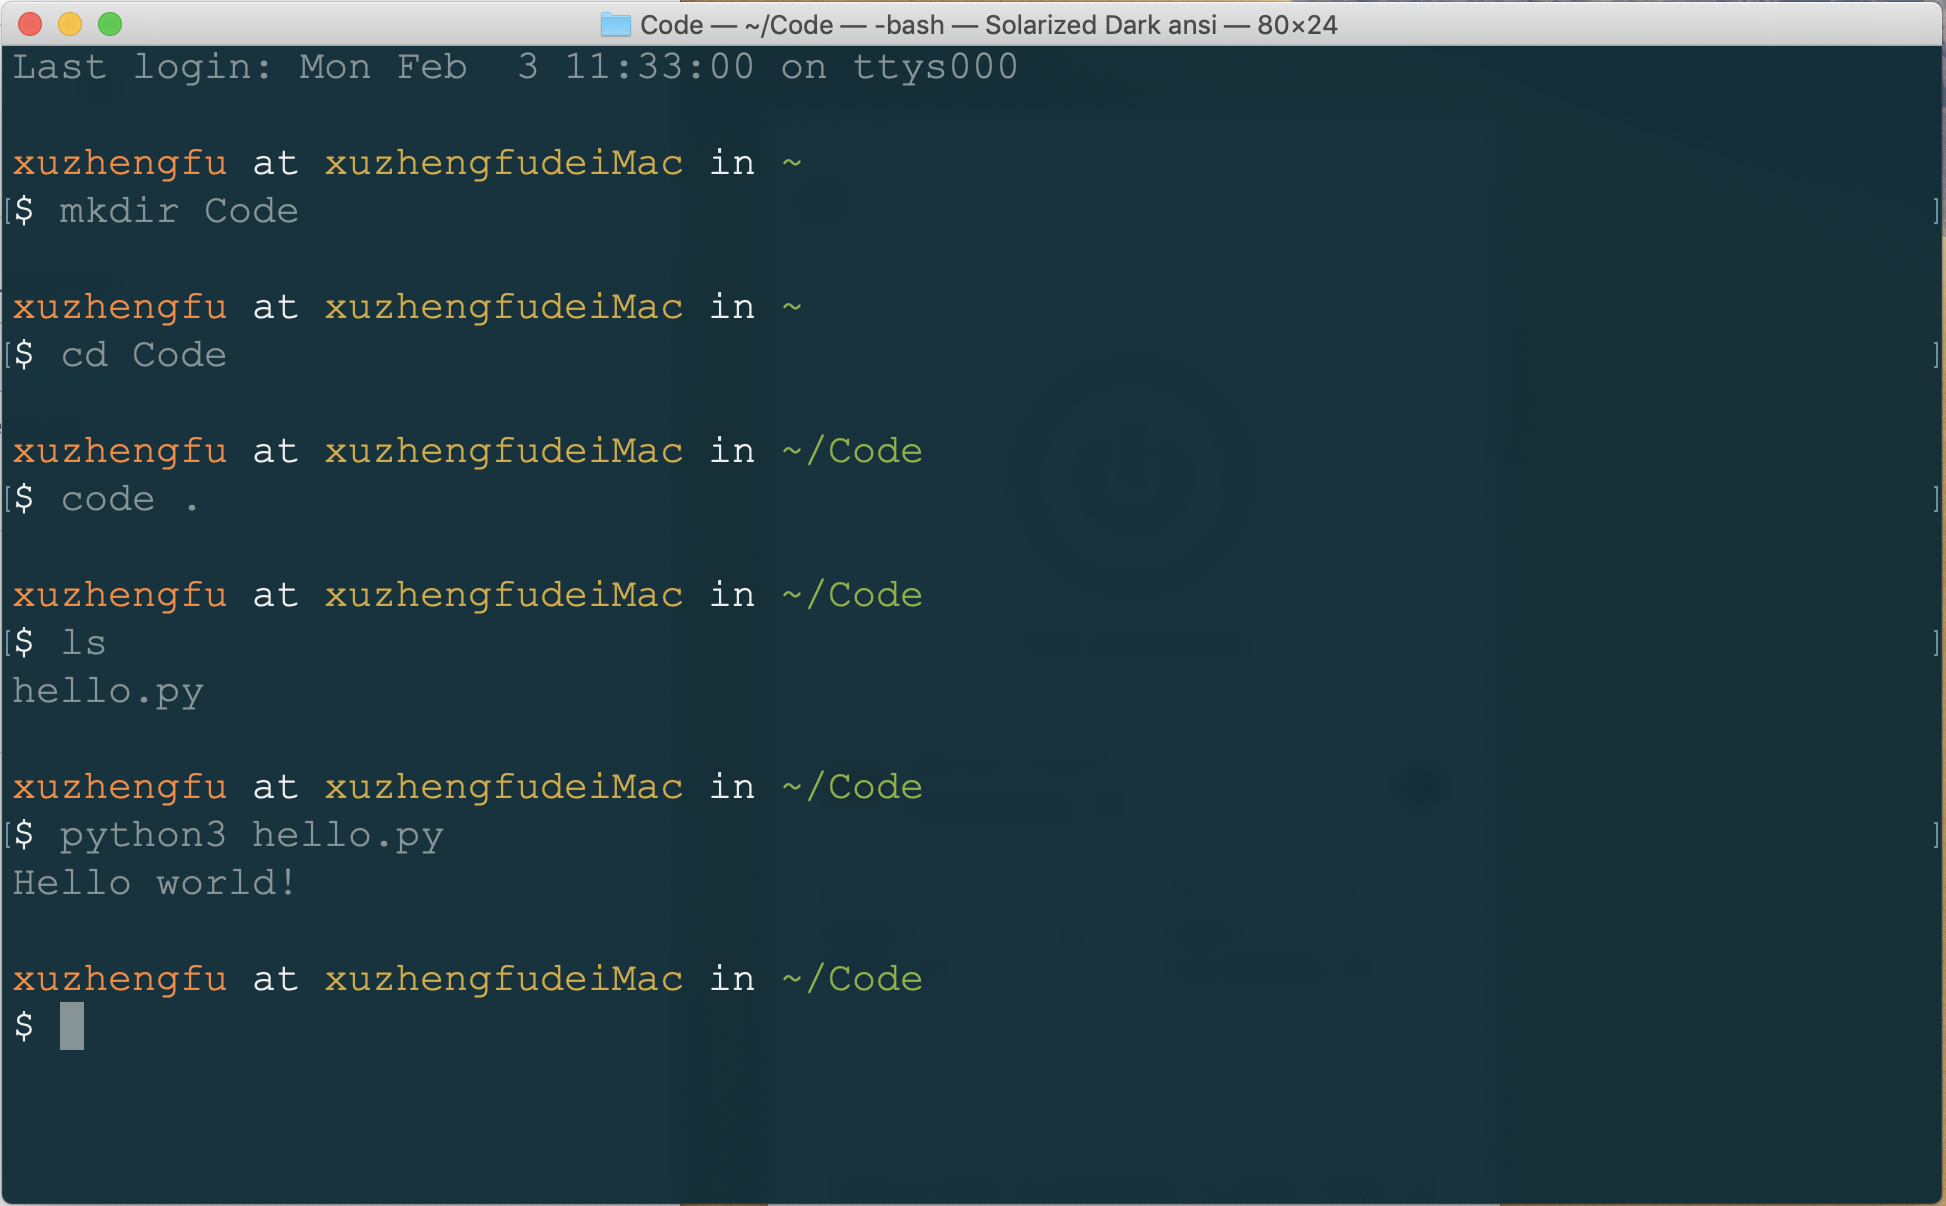 Code — ~/Code — -bash — Solarized Dark ansi — 80×24
Last login: Mon Feb  3 11:33:00 on ttys000
xuzhengfu at xuzhengfudeiMac in ~
[$ mkdir Code ]
xuzhengfu at xuzhengfudeiMac in ~
[$ cd Code ]
xuzhengfu at xuzhengfudeiMac in ~/Code
[$ code . ]
xuzhengfu at xuzhengfudeiMac in ~/Code
[$ ls ]
hello.py
xuzhengfu at xuzhengfudeiMac in ~/Code
[$ python3 hello.py ]
Hello world!
xuzhengfu at xuzhengfudeiMac in ~/Code
$